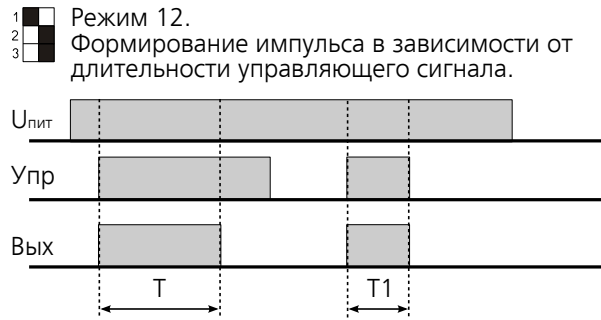 1
2
3
Режим 12.
Формирование импульса в зависимости от
длительности управляющего сигнала.
Uпит
Упр
Вых
T T1